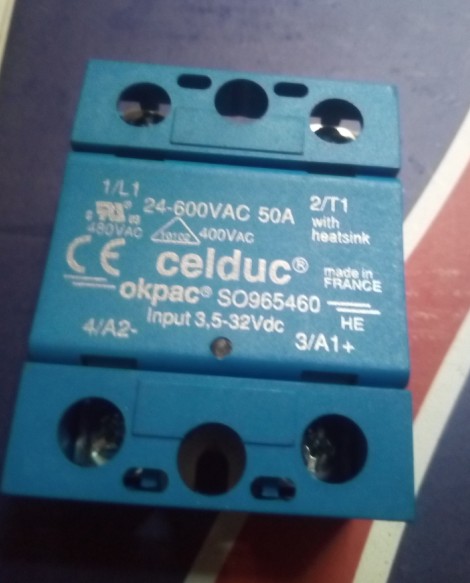 1/L1
24-600VAC 50A
2/T1
480VAC
10102
400VAC
with
heatsink
CE
celduc®
made in
FRANCE
okpac® SO965460
4/A2-
Input 3,5-32Vdc
HE
3/A1+